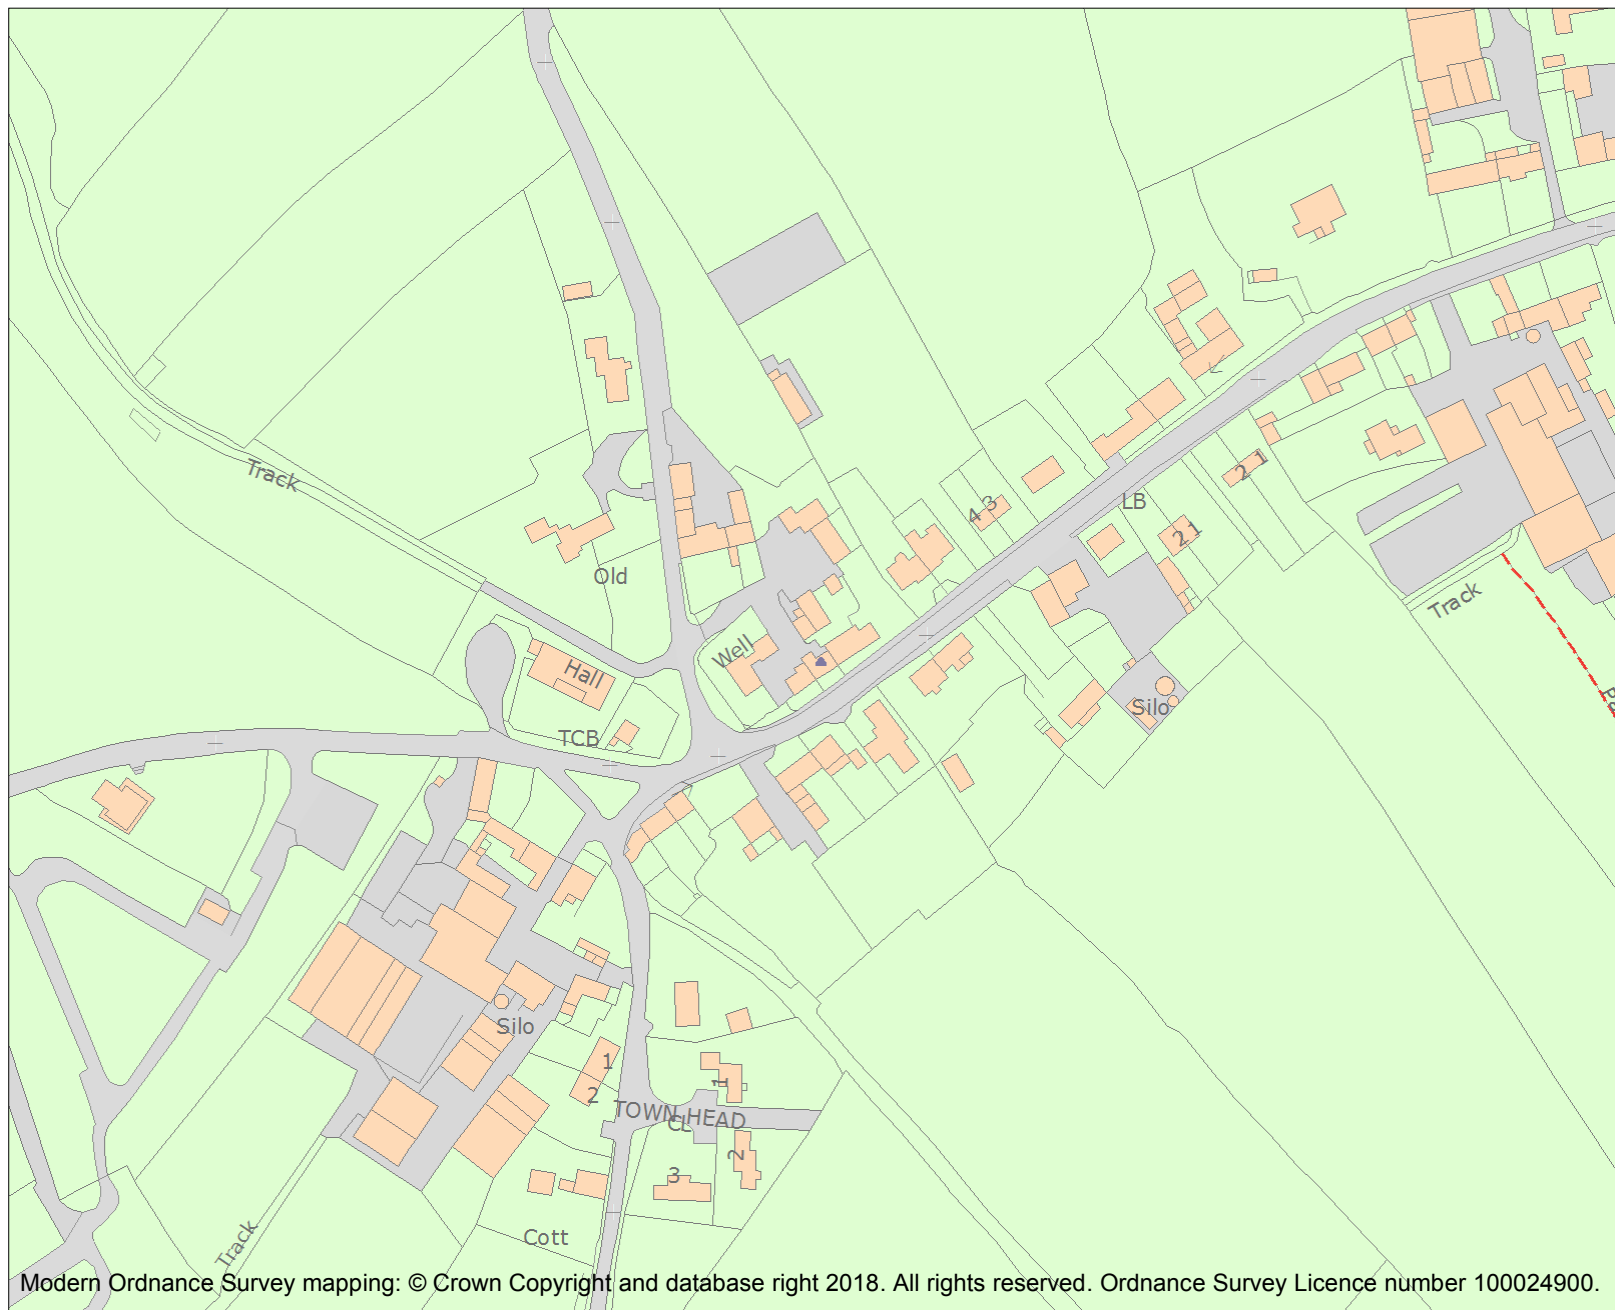 Track
4 3
LB
2 1
2 1
Old
Track
Well
Hall
Silo
TCB
Silo
1
2
1
TOWN HEAD
CL
2
3
Cott
Track
Modern Ordnance Survey mapping: © Crown Copyright and database right 2018. All rights reserved. Ordnance Survey Licence number 100024900.